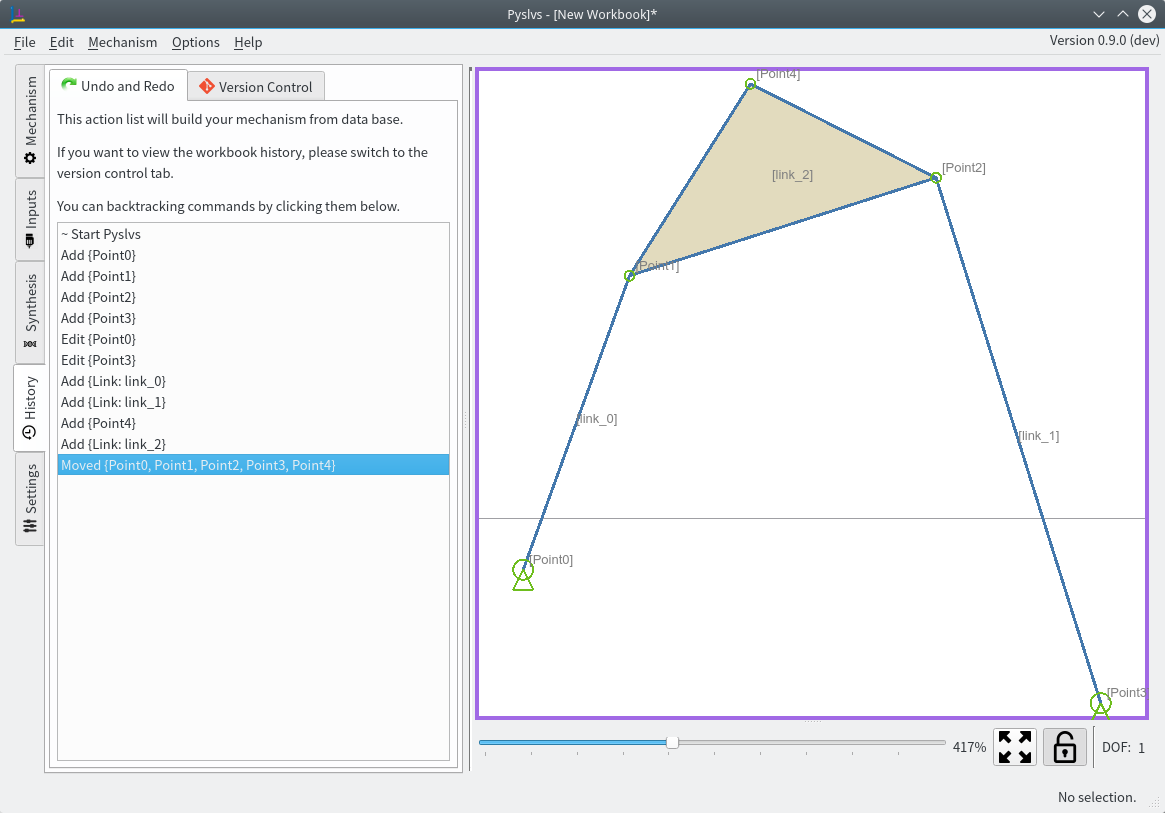 Pyslvs - [New Workbook]*
File Edit Mechanism Options Help
Version 0.9.0 (dev)
Mechanism
Inputs
Synthesis
History
Settings
Undo and Redo
Version Control
This action list will build your mechanism from data base.
If you want to view the workbook history, please switch to the
version control tab.
You can backtracking commands by clicking them below.
~ Start Pyslvs
Add {Point0}
Add {Point1}
Add {Point2}
Add {Point3}
Edit {Point0}
Edit {Point3}
Add {Link: link_0}
Add {Link: link_1}
Add {Point4}
Add {Link: link_2}
Moved {Point0, Point1, Point2, Point3, Point4}
[Point4]
[Point2]
[link_2]
[Point1]
[link_0]
[link_1]
[Point0]
[Point3
417%
DOF: 1
No selection.